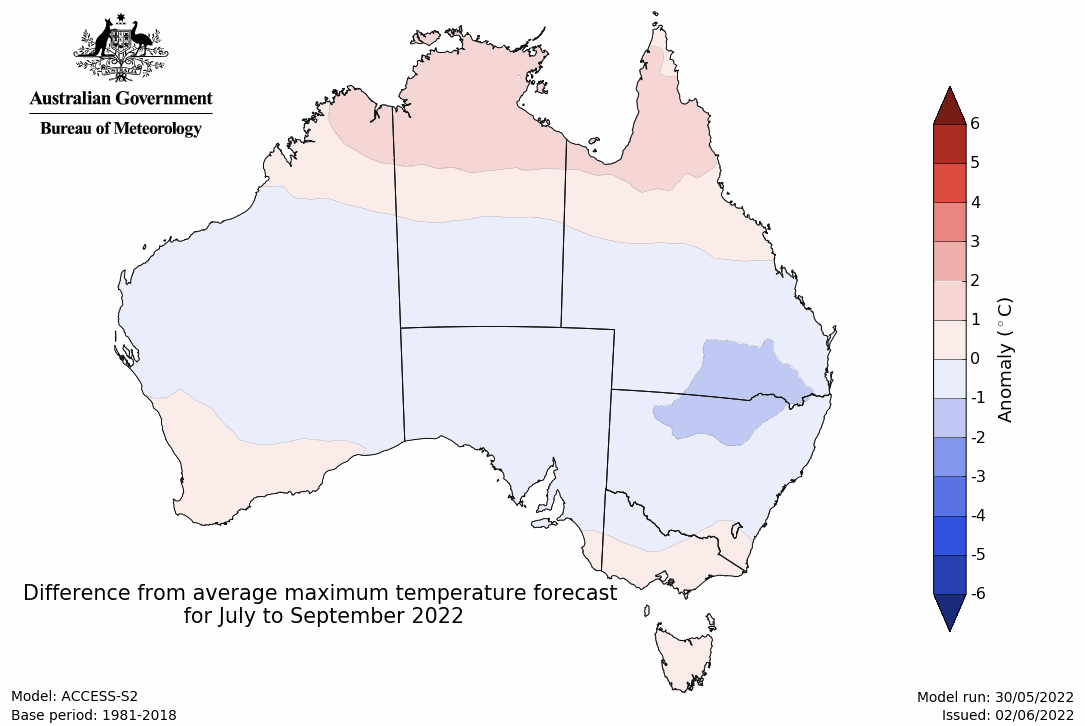 Australian Government
Bureau of Meteorology
6
5
4
3
2
1
0
-1
-2
-3
-4
-5
-6
Anomaly (°C)
Difference from average maximum temperature forecast
for July to September 2022
Model: ACCESS-S2
Base period: 1981-2018
Model run: 30/05/2022
Issued: 02/06/2022